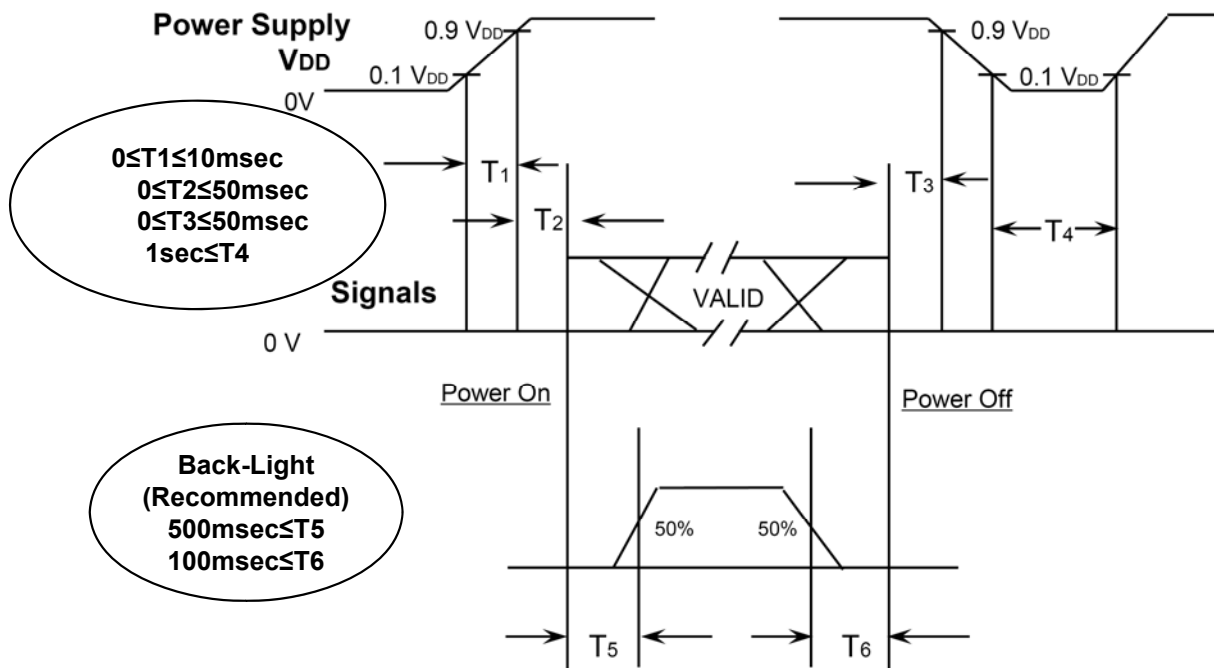 Power Supply
VDD
0.9 VDD
0.1 VDD
0V
0.9 VDD
0.1 VDD
0≤T1≤10msec
0≤T2≤50msec
0≤T3≤50msec
1sec≤T4
T1
T2
T3
T4
Signals
VALID
0 V
Power On
Power Off
Back-Light
(Recommended)
500msec≤T5
100msec≤T6
50%
50%
T5
T6